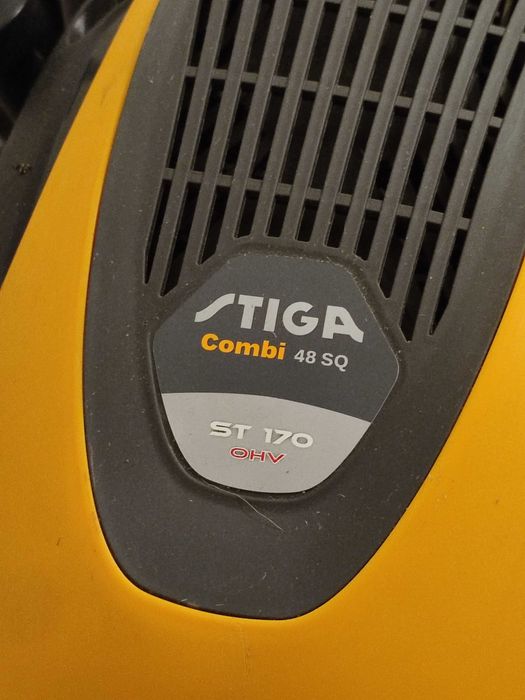 STIGA
Combi 48 SQ
ST 170
OHV